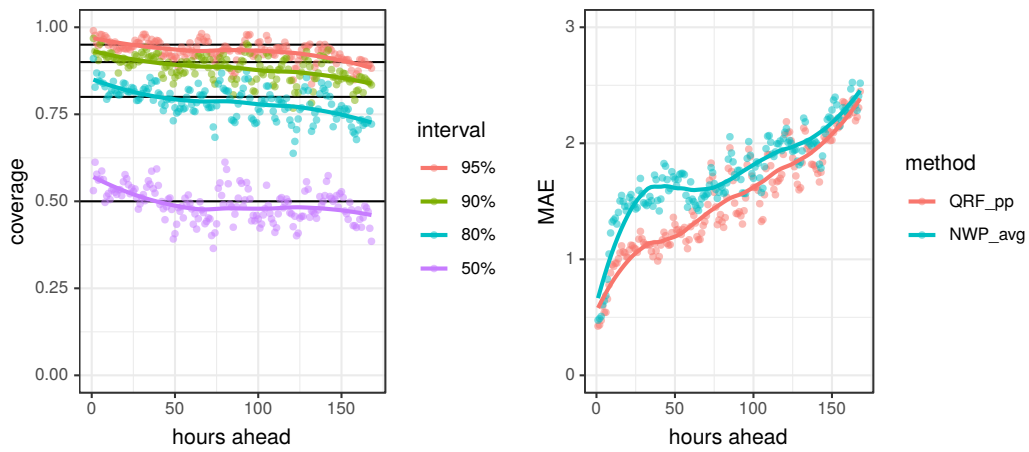 coverage
1.00
0.75
0.50
0.25
0.00
0
50
100
150
hours ahead
interval
95%
90%
80%
50%
MAE
3
2
1
0
0
50
100
150
hours ahead
method
QRF_pp
NWP_avg